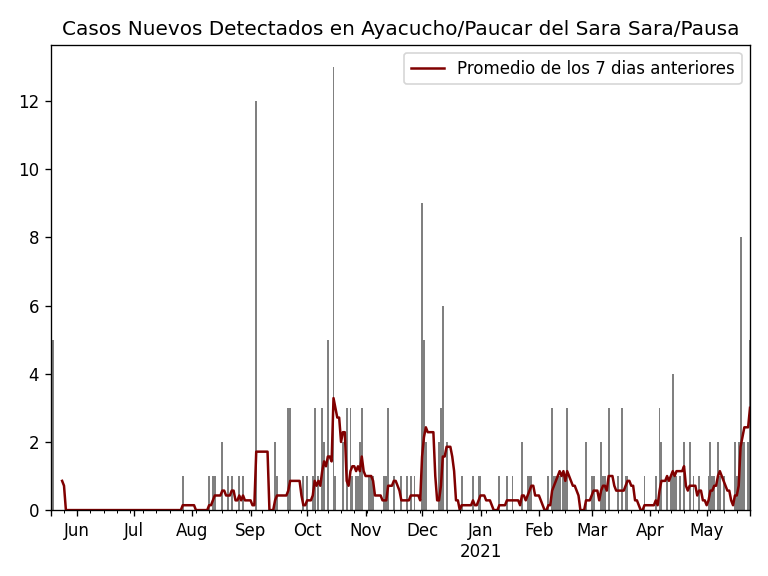 Casos Nuevos Detectados en Ayacucho/Paucar del Sara Sara/Pausa
Promedio de los 7 dias anteriores
12
10
8
6
4
2
0
Jun Jul Aug Sep Oct Nov Dec Jan Feb Mar Apr May
2021